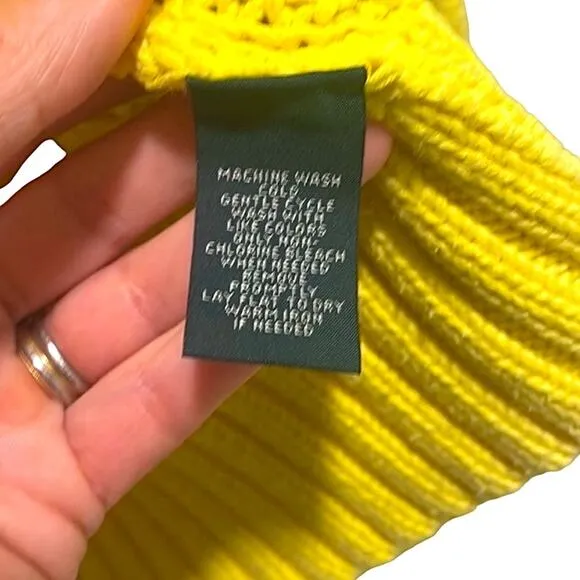 MACHINE WASH
COLD
GENTLE CYCLE
WASH WITH
LIKE COLORS
ONLY NON-
CHLORINE BLEACH
WHEN NEEDED
REMOVE
PROMPTLY
LAY FLAT TO DRY
WARM IRON
IF NEEDED